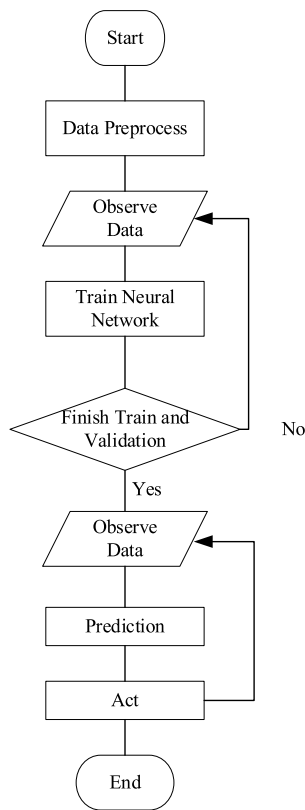 Start
Data Preprocess
Observe
Data
Train Neural
Network
Finish Train and
Validation
No
Yes
Observe
Data
Prediction
Act
End